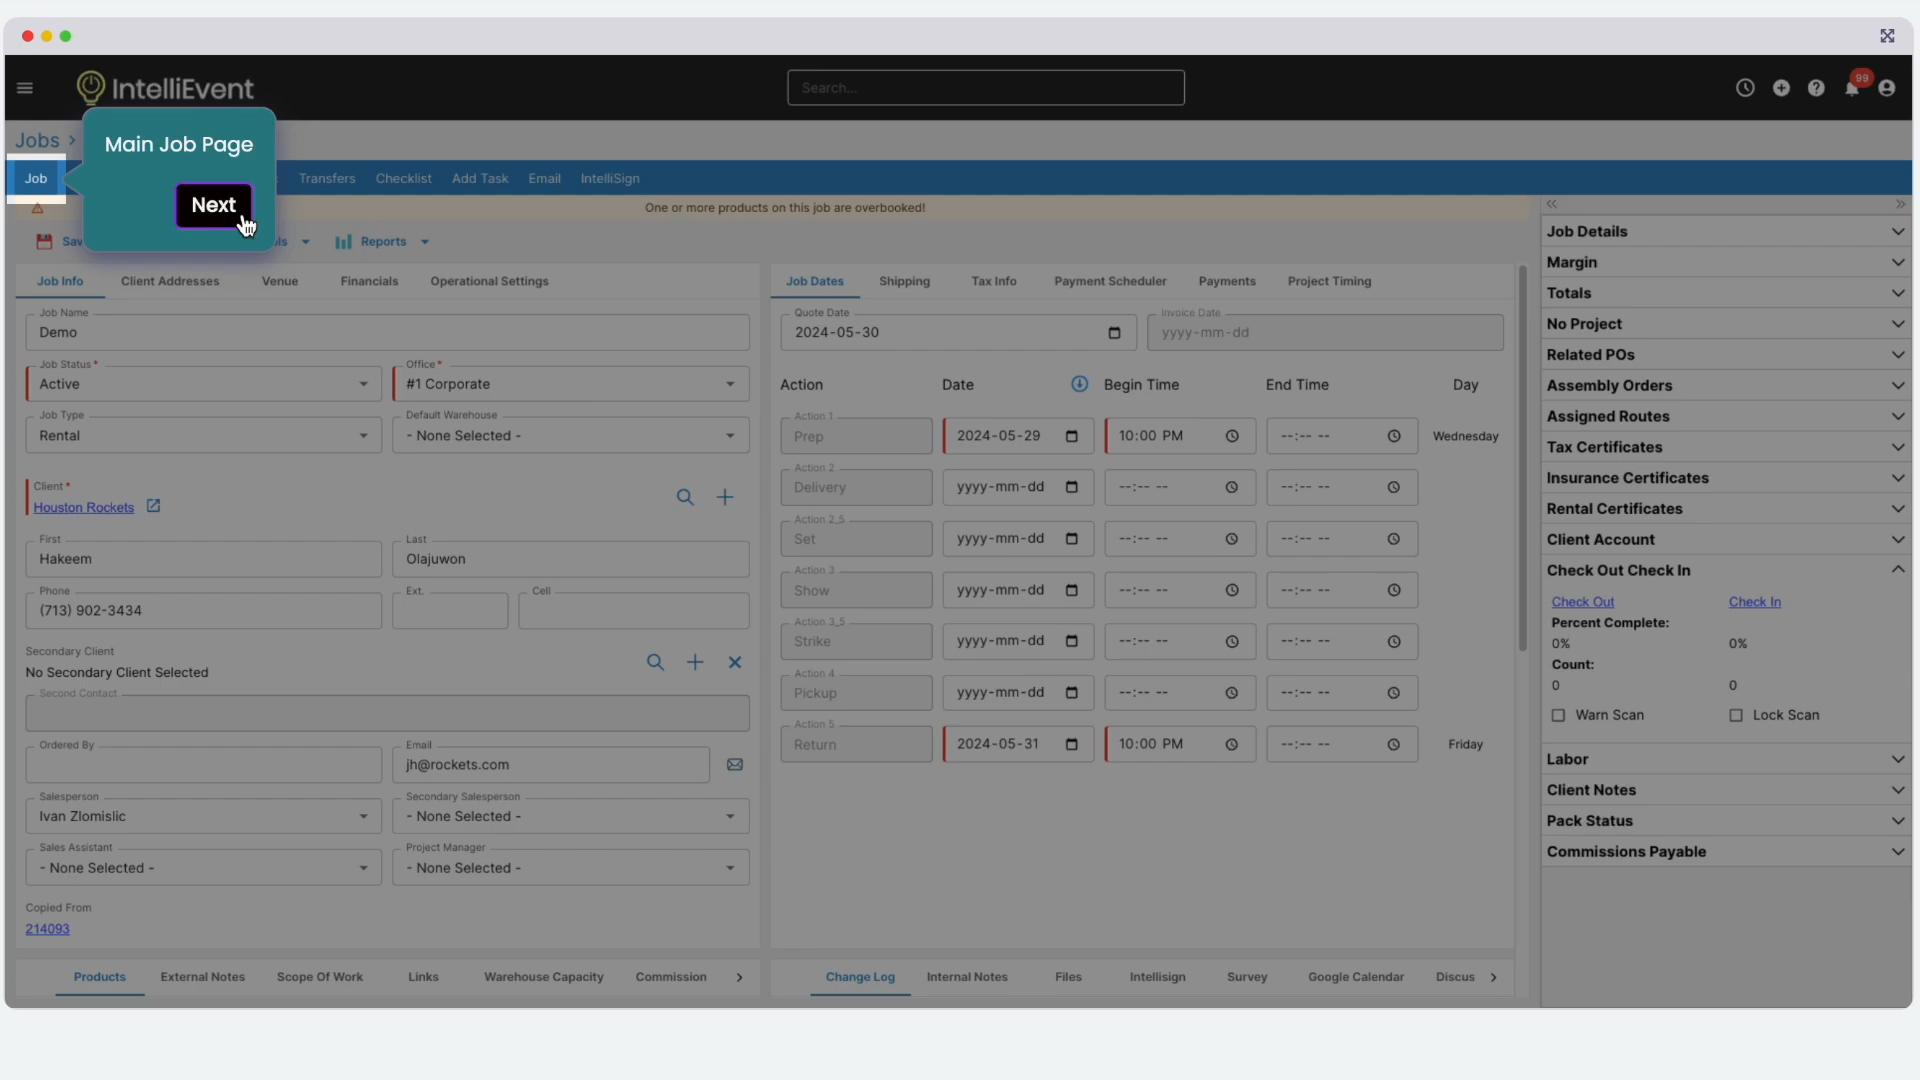 IntelliEvent
Search...
99
Jobs >
Main Job Page
Next
Job
Transfers
Checklist
Add Task
Email
IntelliSign
One or more products on this job are overbooked!
Reports
Job Info
Client Addresses
Venue
Financials
Operational Settings
Job Name
Demo
Job Status *
Active
Office *
#1 Corporate
Job Type
Rental
Default Warehouse
- None Selected -
Client *
Houston Rockets
First
Hakeem
Last
Olajuwon
Phone
(713) 902-3434
Ext.
Cell
Secondary Client
No Secondary Client Selected
Second Contact
Ordered By
Email
jh@rockets.com
Salesperson
Ivan Zlomislic
Secondary Salesperson
- None Selected -
Sales Assistant
- None Selected -
Project Manager
- None Selected -
Copied From
214093
Products
External Notes
Scope Of Work
Links
Warehouse Capacity
Commission
Job Dates
Shipping
Tax Info
Payment Scheduler
Payments
Project Timing
Quote Date
2024-05-30
Invoice Date
yyyy-mm-dd
Action
Date
Begin Time
End Time
Day
Action 1
Prep
2024-05-29
10:00 PM
--:-- --
Wednesday
Action 2
Delivery
yyyy-mm-dd
--:-- --
--:-- --
Action 2_5
Set
yyyy-mm-dd
--:-- --
--:-- --
Action 3
Show
yyyy-mm-dd
--:-- --
--:-- --
Action 3_5
Strike
yyyy-mm-dd
--:-- --
--:-- --
Action 4
Pickup
yyyy-mm-dd
--:-- --
--:-- --
Action 5
Return
2024-05-31
10:00 PM
--:-- --
Friday
Change Log
Internal Notes
Files
Intellisign
Survey
Google Calendar
Discus
Job Details
Margin
Totals
No Project
Related POs
Assembly Orders
Assigned Routes
Tax Certificates
Insurance Certificates
Rental Certificates
Client Account
Check Out Check In
Check Out
Check In
Percent Complete:
0%
0%
Count:
0
0
Warn Scan
Lock Scan
Labor
Client Notes
Pack Status
Commissions Payable